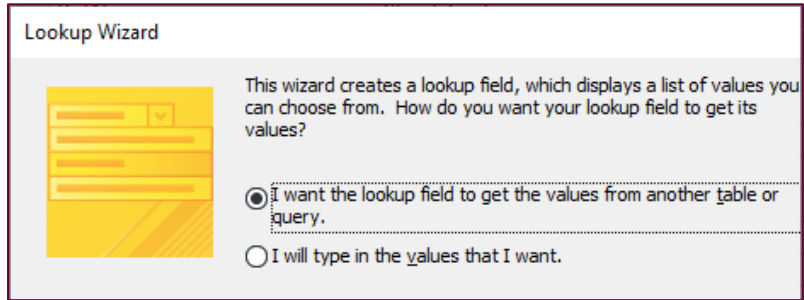 Lookup Wizard
This wizard creates a lookup field, which displays a list of values you
can choose from.  How do you want your lookup field to get its
values?
I want the lookup field to get the values from another table or
query.
I will type in the values that I want.